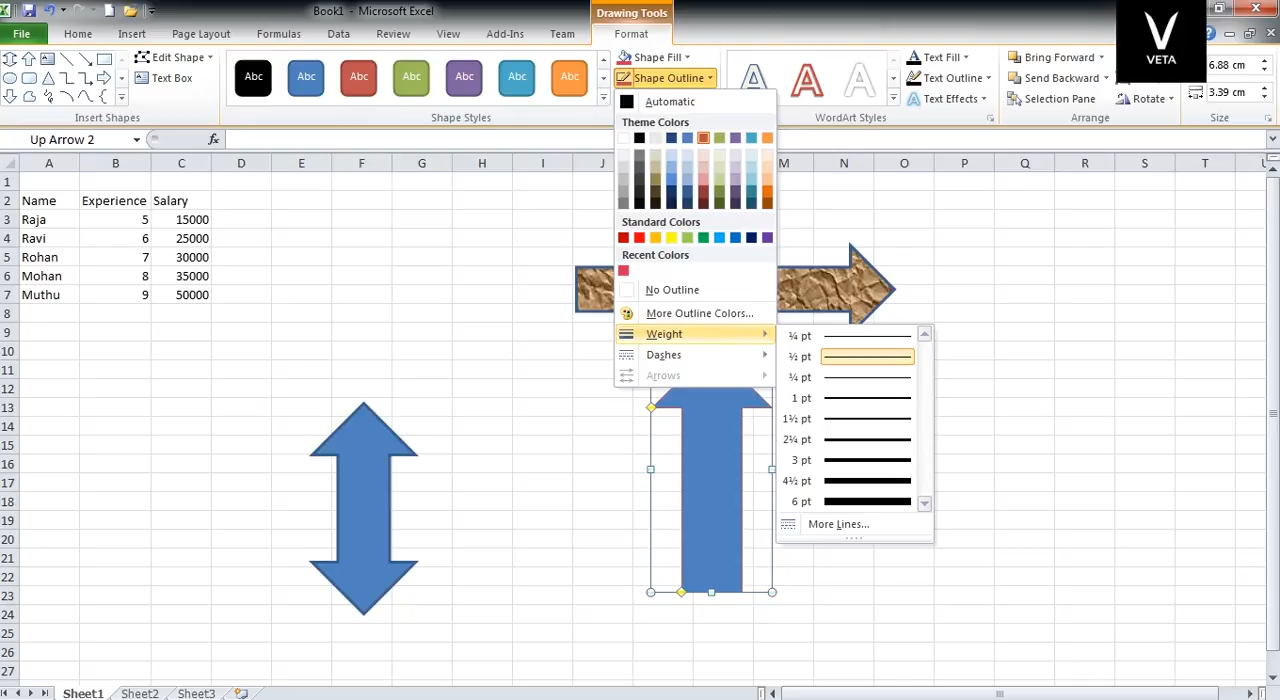 Book1 - Microsoft Excel
Drawing Tools
File Home Insert Page Layout Formulas Data Review View Add-Ins Team Format
V
VETA
Edit Shape
Text Box
Insert Shapes
Abc Abc Abc Abc Abc Abc Abc
Shape Styles
Shape Fill
Shape Outline
A A A
Text Fill
Text Outline
Text Effects
WordArt Styles
Bring Forward
Send Backward
Selection Pane
Rotate
Arrange
6.88 cm
3.39 cm
Size
Up Arrow 2
fx
Automatic
Theme Colors
Standard Colors
Recent Colors
No Outline
More Outline Colors...
Weight
Dashes
Arrows
¼ pt
½ pt
¼ pt
1 pt
1½ pt
2¼ pt
3 pt
4½ pt
6 pt
More Lines...
A B C D E F G H I J M N O P Q R S T
1
2 Name Experience Salary
3 Raja 5 15000
4 Ravi 6 25000
5 Rohan 7 30000
6 Mohan 8 35000
7 Muthu 9 50000
8
9
10
11
12
13
14
15
16
17
18
19
20
21
22
23
24
25
26
27
Sheet1 Sheet2 Sheet3